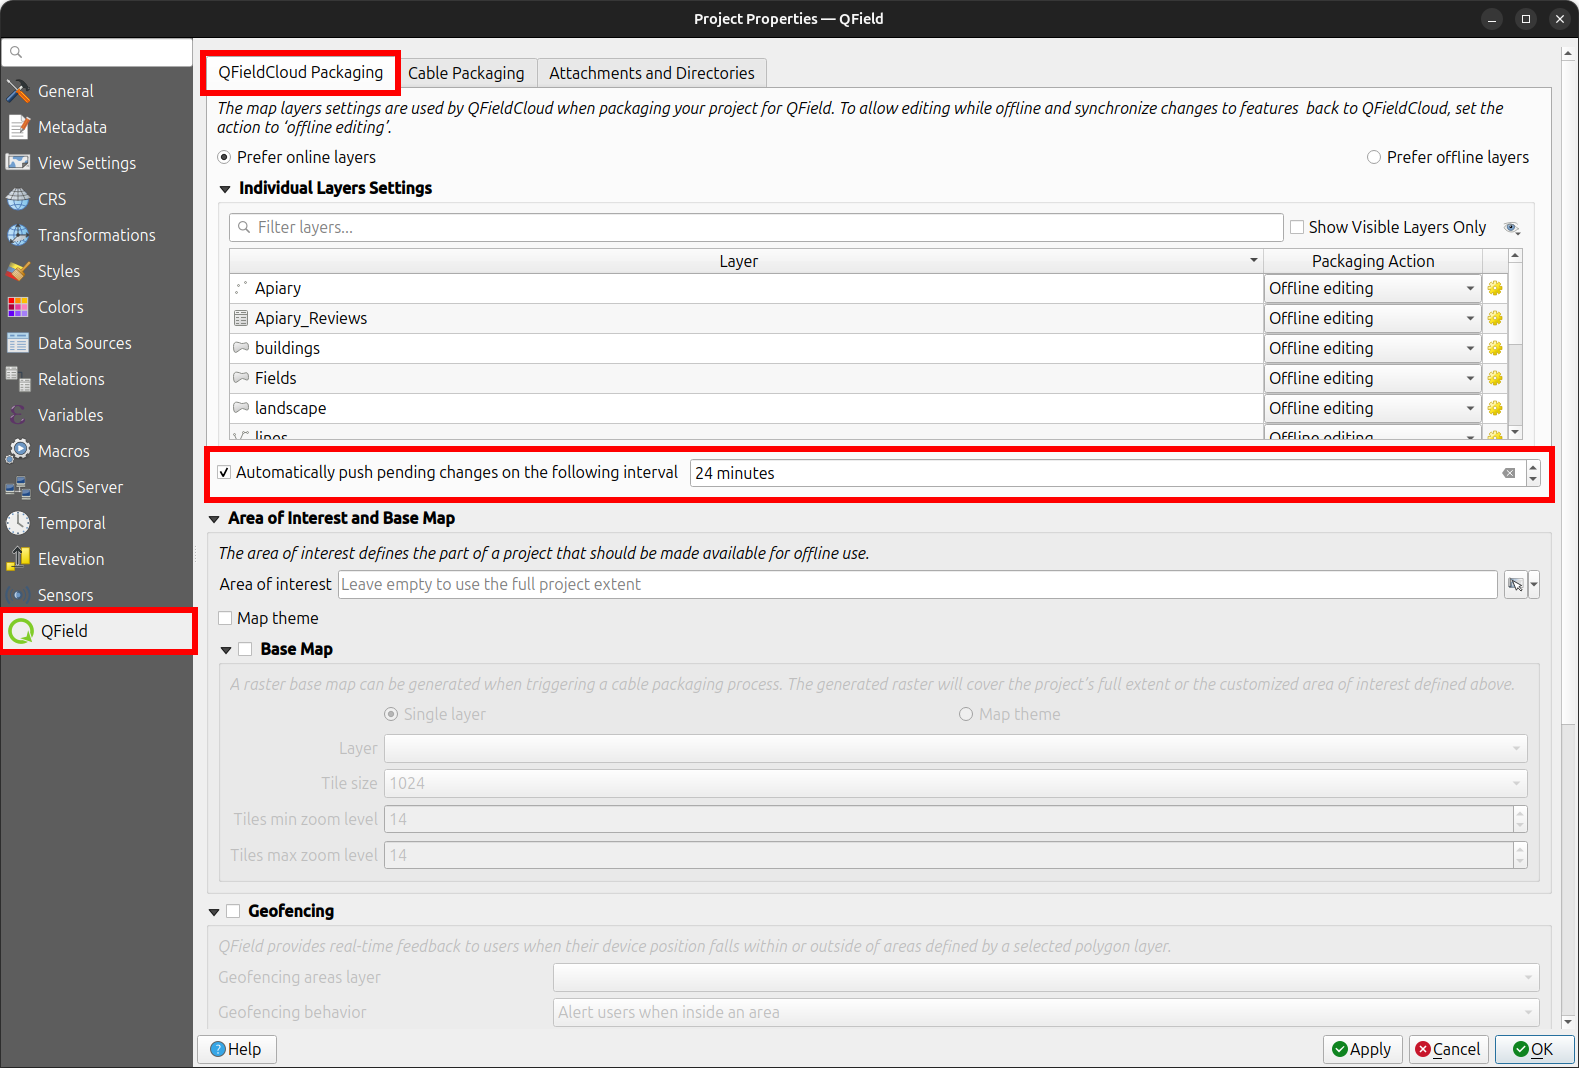 Project Properties — QField
General
Metadata
View Settings
CRS
Transformations
Styles
Colors
Data Sources
Relations
Variables
Macros
QGIS Server
Temporal
Elevation
Sensors
QField
QFieldCloud Packaging
Cable Packaging
Attachments and Directories
The map layers settings are used by QFieldCloud when packaging your project for QField. To allow editing while offline and synchronize changes to features back to QFieldCloud, set the
action to ‘offline editing’.
Prefer online layers
Prefer offline layers
Individual Layers Settings
Filter layers...
Show Visible Layers Only
Layer
Packaging Action
Apiary
Offline editing
Apiary_Reviews
Offline editing
buildings
Offline editing
Fields
Offline editing
landscape
Offline editing
lines
Offline editing
Automatically push pending changes on the following interval
24 minutes
Area of Interest and Base Map
The area of interest defines the part of a project that should be made available for offline use.
Area of interest
Leave empty to use the full project extent
Map theme
Base Map
A raster base map can be generated when triggering a cable packaging process. The generated raster will cover the project's full extent or the customized area of interest defined above.
Single layer
Map theme
Layer
Tile size
1024
Tiles min zoom level
14
Tiles max zoom level
14
Geofencing
QField provides real-time feedback to users when their device position falls within or outside of areas defined by a selected polygon layer.
Geofencing areas layer
Geofencing behavior
Alert users when inside an area
Help
Apply
Cancel
OK